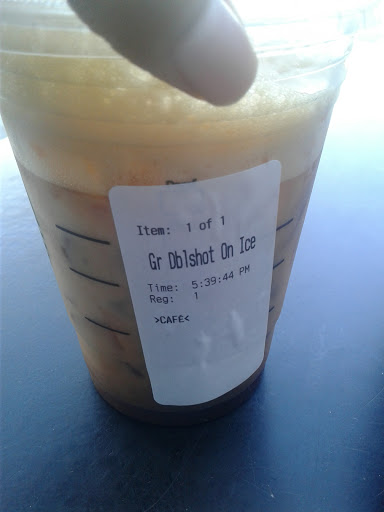 Item: 1 of 1
Gr Dblshot On Ice
Time: 5:39:44 PM
Reg: 1
>CAFE<